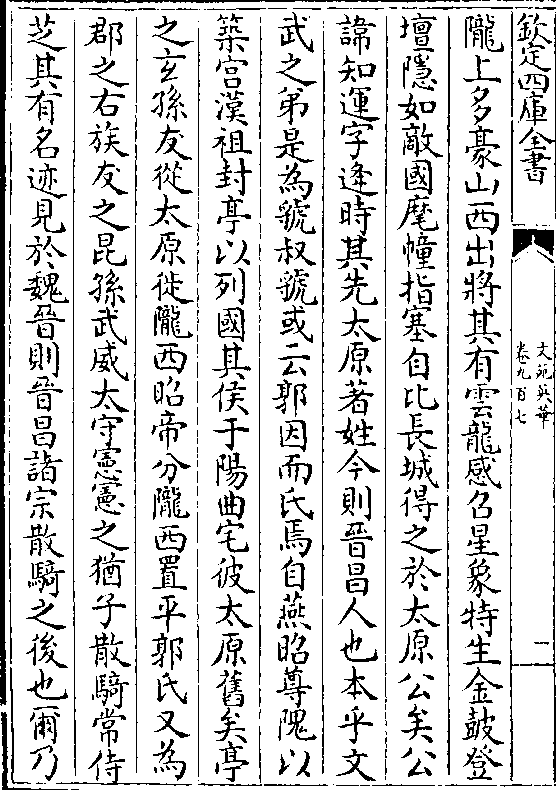 欽定四庫全書
文苑英華
卷九百七
二
隴上多豪山西出將其有雲龍感召星象特生金鼓登
壇隱如敵國麾幢指塞自比長城得之於太原公矣公
諱知運字逢時其先太原著姓今則晉昌人也本乎文
武之弟是為虢叔虢或云郭因而氏焉自燕昭尊隗以
築宫漢祖封亭以列國其侯于陽曲宅彼太原舊矣亭
之玄孫友從太原徙隴西昭帝分隴西置平郭氏又為
郡之右族友之昆孫武威太守憲憲之猶子散騎常侍
芝其有名迹見於魏晉則晉昌諸宗散騎之後也爾乃